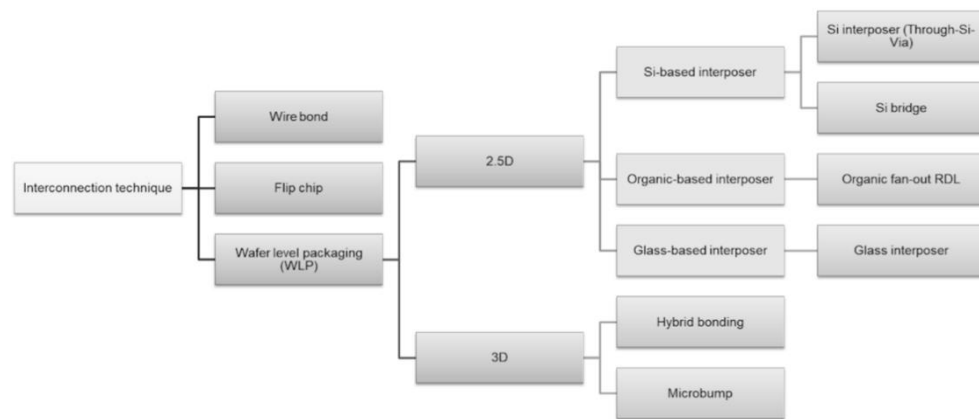 Interconnection technique
Wire bond
Flip chip
Wafer level packaging
(WLP)
2.5D
3D
Si-based interposer
Organic-based interposer
Glass-based interposer
Hybrid bonding
Microbump
Si interposer (Through-Si-
Via)
Si bridge
Organic fan-out RDL
Glass interposer